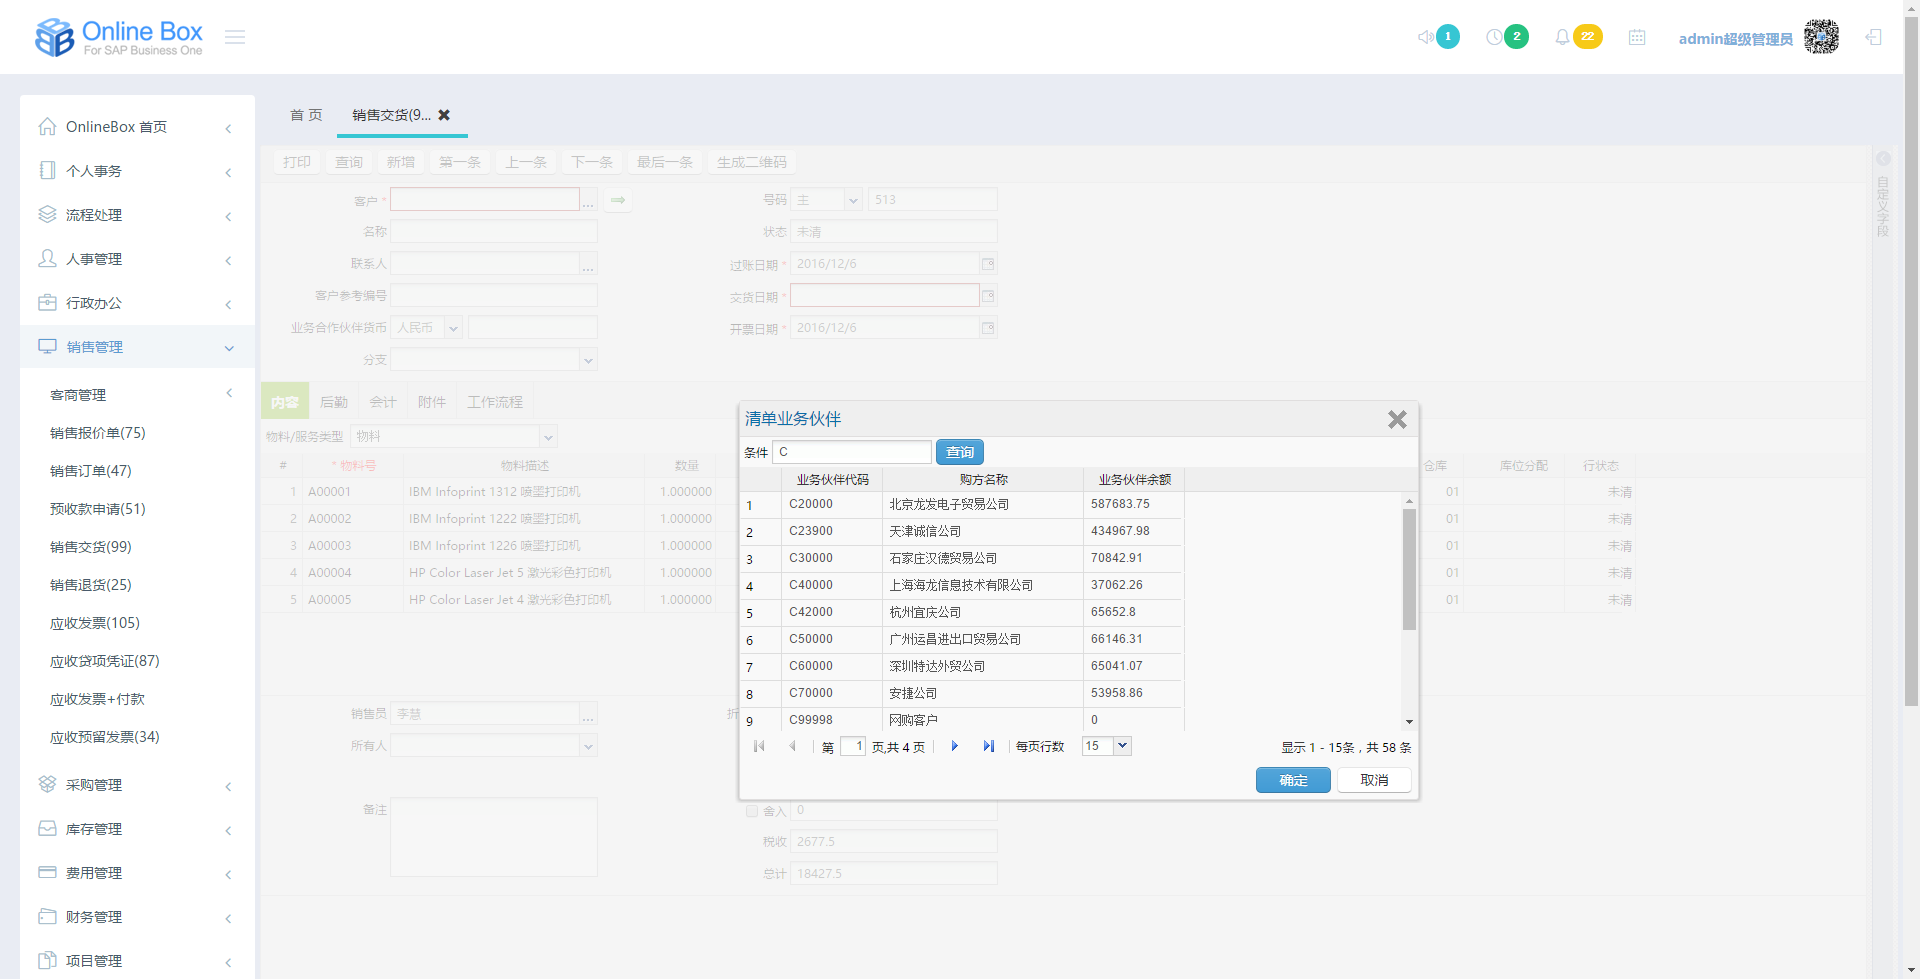 Online Box
For SAP Business One
1
2
22
admin超级管理员
OnlineBox 首页
个人事务
流程处理
人事管理
行政办公
销售管理
客商管理
销售报价单(75)
销售订单(47)
预收款申请(51)
销售交货(99)
销售退货(25)
应收发票(105)
应收贷项凭证(87)
应收发票+付款
应收预留发票(34)
采购管理
库存管理
费用管理
财务管理
项目管理
首 页
销售交货(9...
打印 查询 新增 第一条 上一条 下一条 最后一条 生成二维码
自定义字段
客户 * ... 号码 主 513
名称 状态 未清
联系人 ... 过账日期 * 2016/12/6
客户参考编号 交货日期 *
业务合作伙伴货币 人民币 开票日期 * 2016/12/6
分支
内容 后勤 会计 附件 工作流程
物料/服务类型 物料
# * 物料号 物料描述 数量 仓库 库位分配 行状态
1 A00001 IBM Infoprint 1312 喷墨打印机 1.000000 01 未清
2 A00002 IBM Infoprint 1222 喷墨打印机 1.000000 01 未清
3 A00003 IBM Infoprint 1226 喷墨打印机 1.000000 01 未清
4 A00004 HP Color Laser Jet 5 激光彩色打印机 1.000000 01 未清
5 A00005 HP Color Laser Jet 4 激光彩色打印机 1.000000 01 未清
销售员 李慧 ... 折
所有人
备注
舍入 0
税收 2677.5
总计 18427.5
清单业务伙伴
条件 C 查询
业务伙伴代码 购方名称 业务伙伴余额
1 C20000 北京龙发电子贸易公司 587683.75
2 C23900 天津诚信公司 434967.98
3 C30000 石家庄汉德贸易公司 70842.91
4 C40000 上海海龙信息技术有限公司 37062.26
5 C42000 杭州宜庆公司 65652.8
6 C50000 广州运昌进出口贸易公司 66146.31
7 C60000 深圳特达外贸公司 65041.07
8 C70000 安捷公司 53958.86
9 C99998 网购客户 0
第 1 页,共 4 页 每页行数 15 显示 1 - 15条，共 58 条
确定 取消